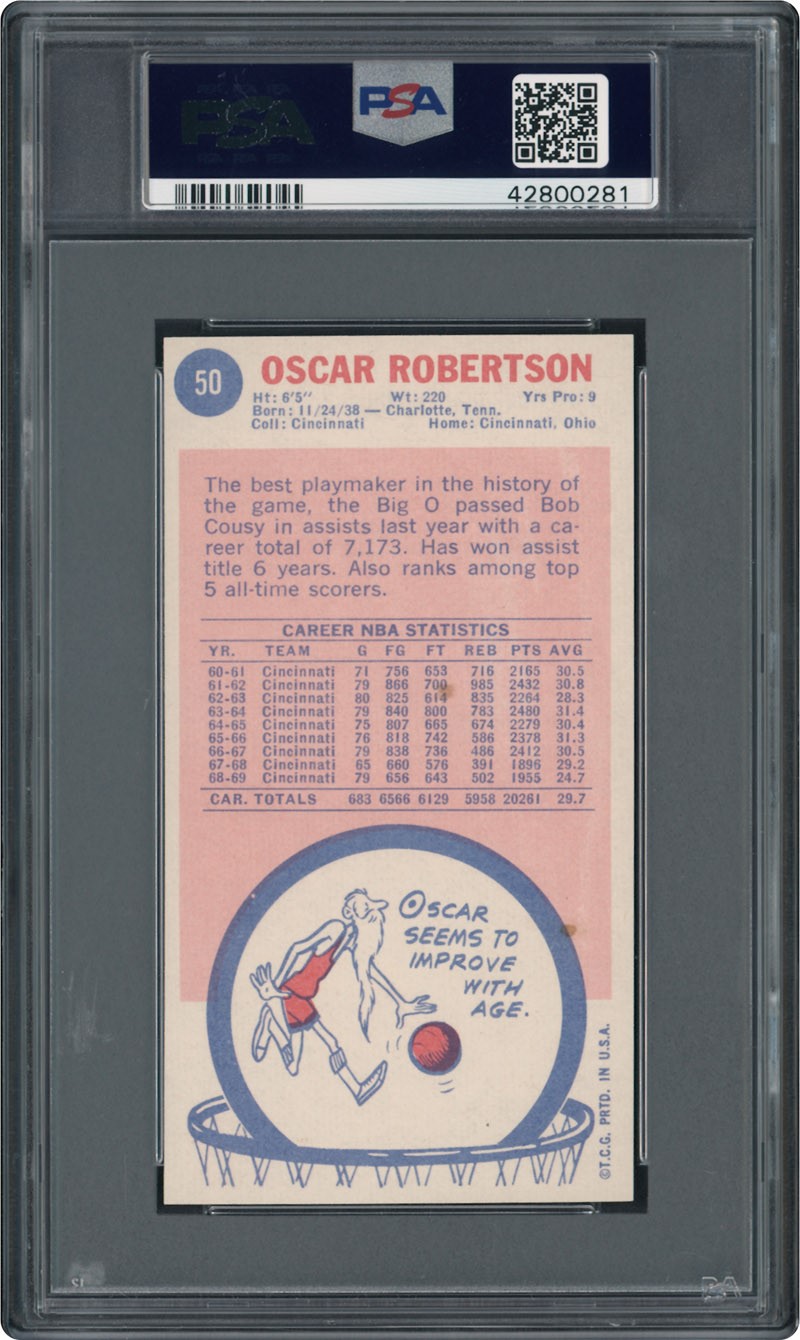 PSA
PSA
42800281
50
OSCAR ROBERTSON
Ht: 6'5" Wt: 220 Yrs Pro: 9
Born: 11/24/38 — Charlotte, Tenn.
Coll: Cincinnati Home: Cincinnati, Ohio
The best playmaker in the history of
the game, the Big O passed Bob
Cousy in assists last year with a ca-
reer total of 7,173. Has won assist
title 6 years. Also ranks among top
5 all-time scorers.
CAREER NBA STATISTICS
YR. TEAM G FG FT REB PTS AVG
60-61 Cincinnati 71 756 653 716 2165 30.5
61-62 Cincinnati 79 866 700 985 2432 30.8
62-63 Cincinnati 80 825 614 835 2264 28.3
63-64 Cincinnati 79 840 800 783 2480 31.4
64-65 Cincinnati 75 807 665 674 2279 30.4
65-66 Cincinnati 76 818 742 586 2378 31.3
66-67 Cincinnati 79 838 736 486 2412 30.5
67-68 Cincinnati 65 660 576 391 1896 29.2
68-69 Cincinnati 79 656 643 502 1955 24.7
CAR. TOTALS 683 6566 6129 5958 20261 29.7
OSCAR
SEEMS TO
IMPROVE
WITH
AGE.
©T.C.G. PRTD. IN U.S.A.